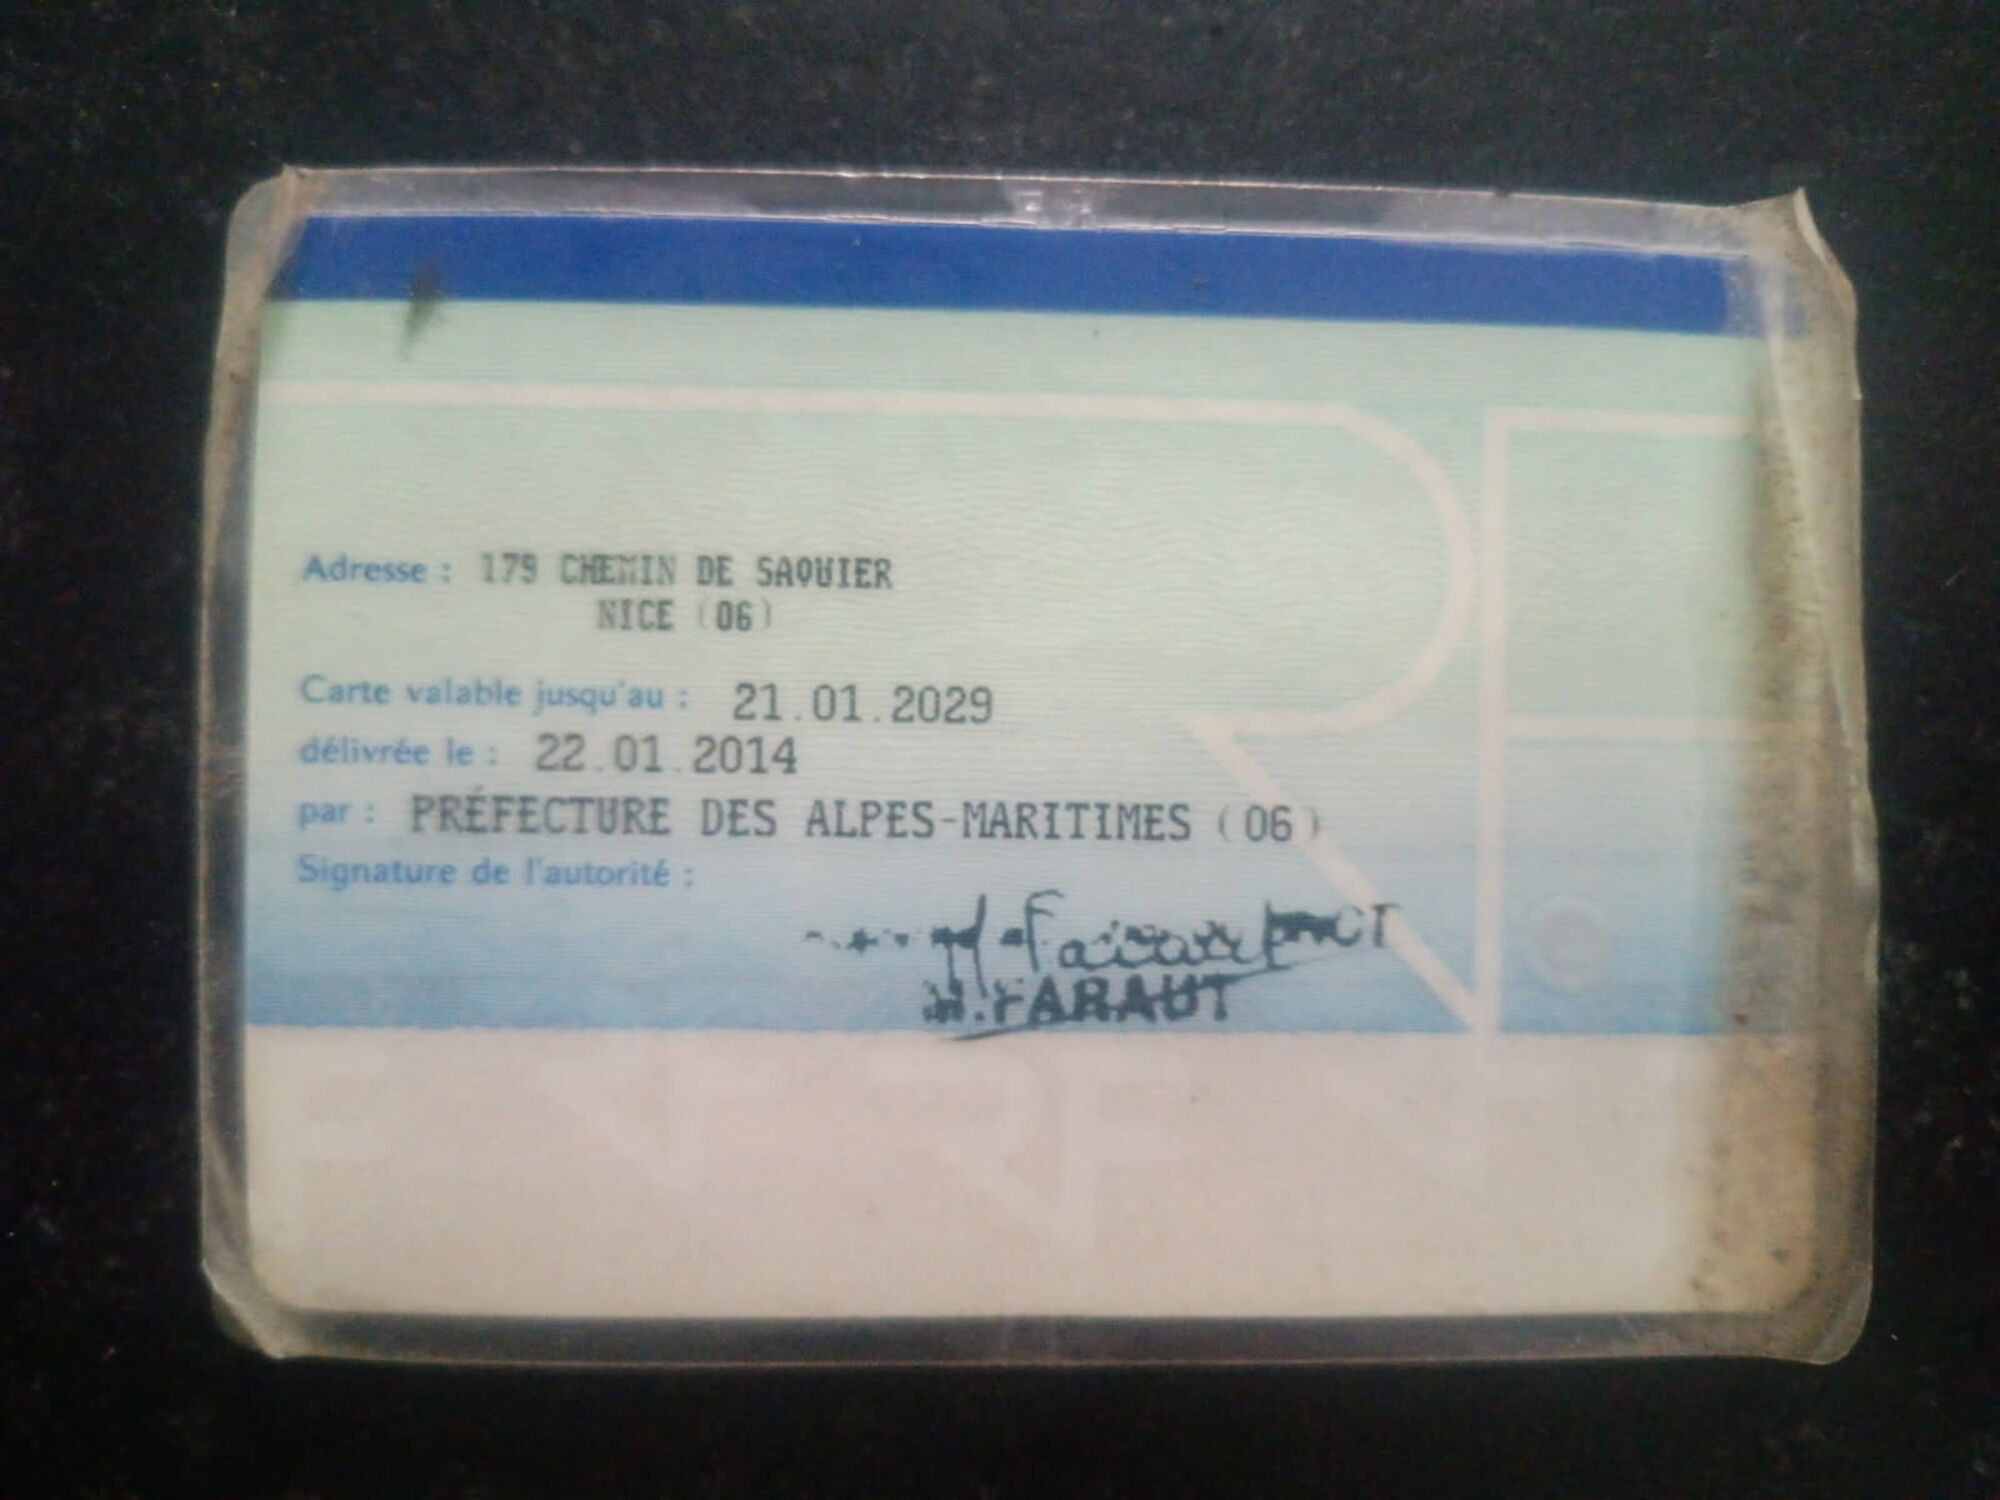 Adresse : 179 CHEMIN DE SAQUIER
NICE (06)
Carte valable jusqu'au : 21.01.2029
délivrée le : 22.01.2014
par : PRÉFECTURE DES ALPES-MARITIMES (06)
Signature de l'autorité :
M. FARAUT
RF